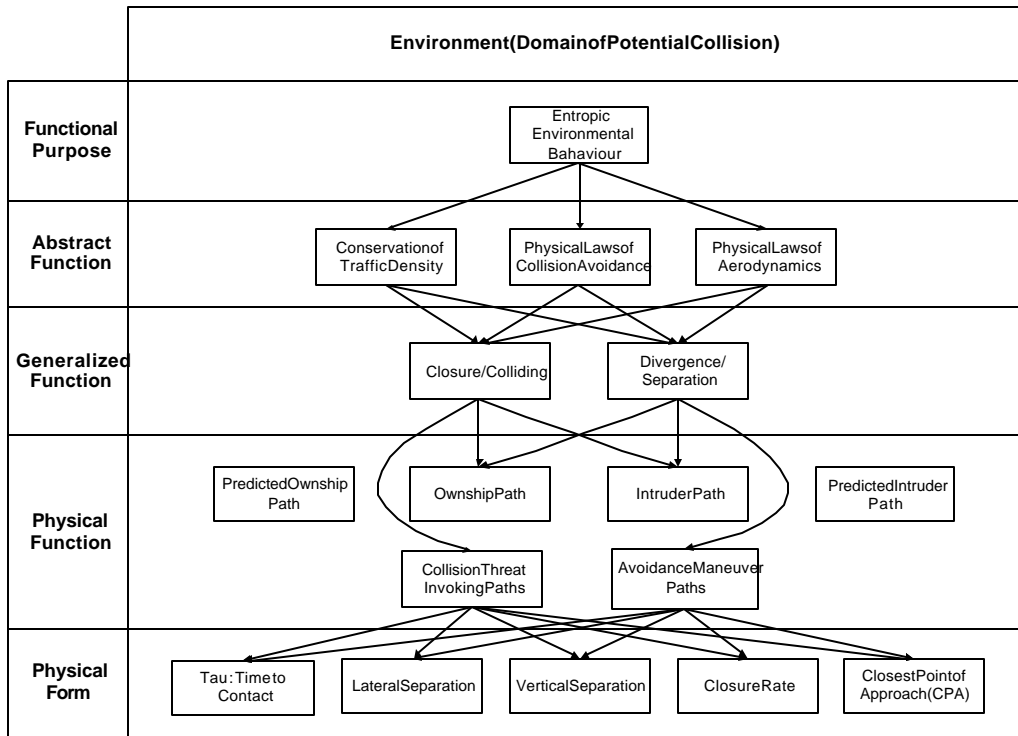 Environment(DomainofPotentialCollision)
Functional
Purpose
Entropic
Environmental
Bahaviour
Abstract
Function
Conservationof
TrafficDensity
PhysicalLawsof
CollisionAvoidance
PhysicalLawsof
Aerodynamics
Generalized
Function
Closure/Colliding
Divergence/
Separation
Physical
Function
PredictedOwnship
Path
OwnshipPath
IntruderPath
PredictedIntruder
Path
CollisionThreat
InvokingPaths
AvoidanceManeuver
Paths
Physical
Form
Tau:Timeto
Contact
LateralSeparation
VerticalSeparation
ClosureRate
ClosestPointof
Approach(CPA)